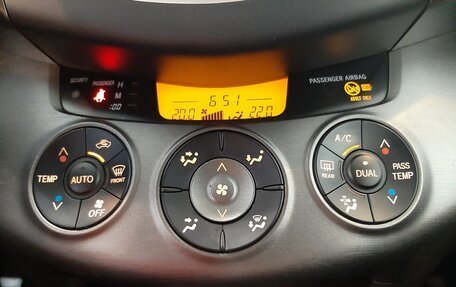 SECURITY PASSENGER H
M
:00
6 51
20.0 22.0
PASSENGER AIRBAG
TEMP AUTO FRONT OFF
A/C
REAR DUAL PASS TEMP